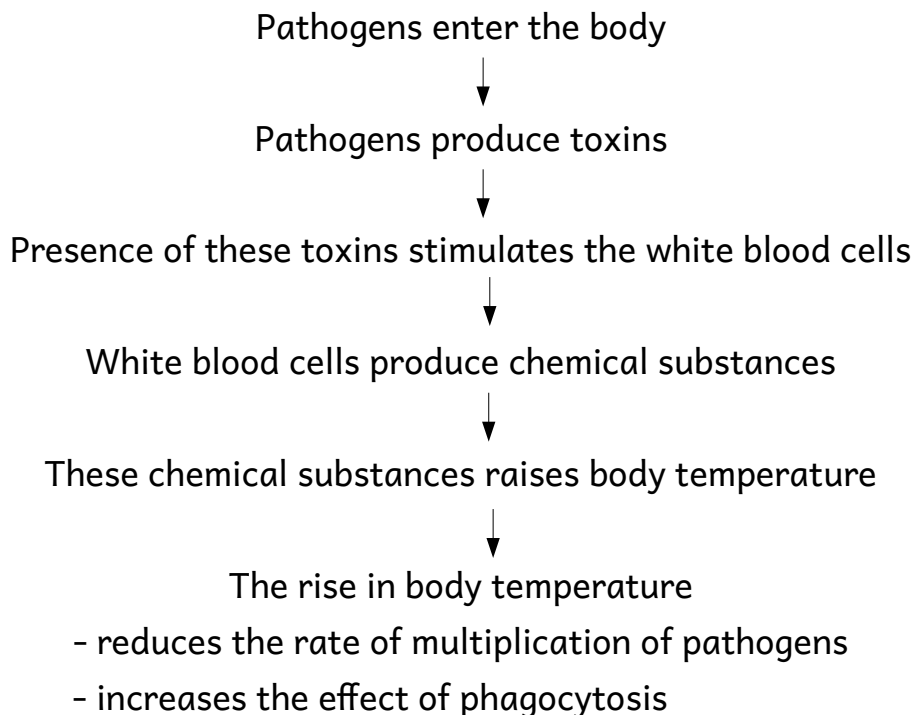 Pathogens enter the body
Pathogens produce toxins
Presence of these toxins stimulates the white blood cells
White blood cells produce chemical substances
These chemical substances raises body temperature
The rise in body temperature
- reduces the rate of multiplication of pathogens
- increases the effect of phagocytosis